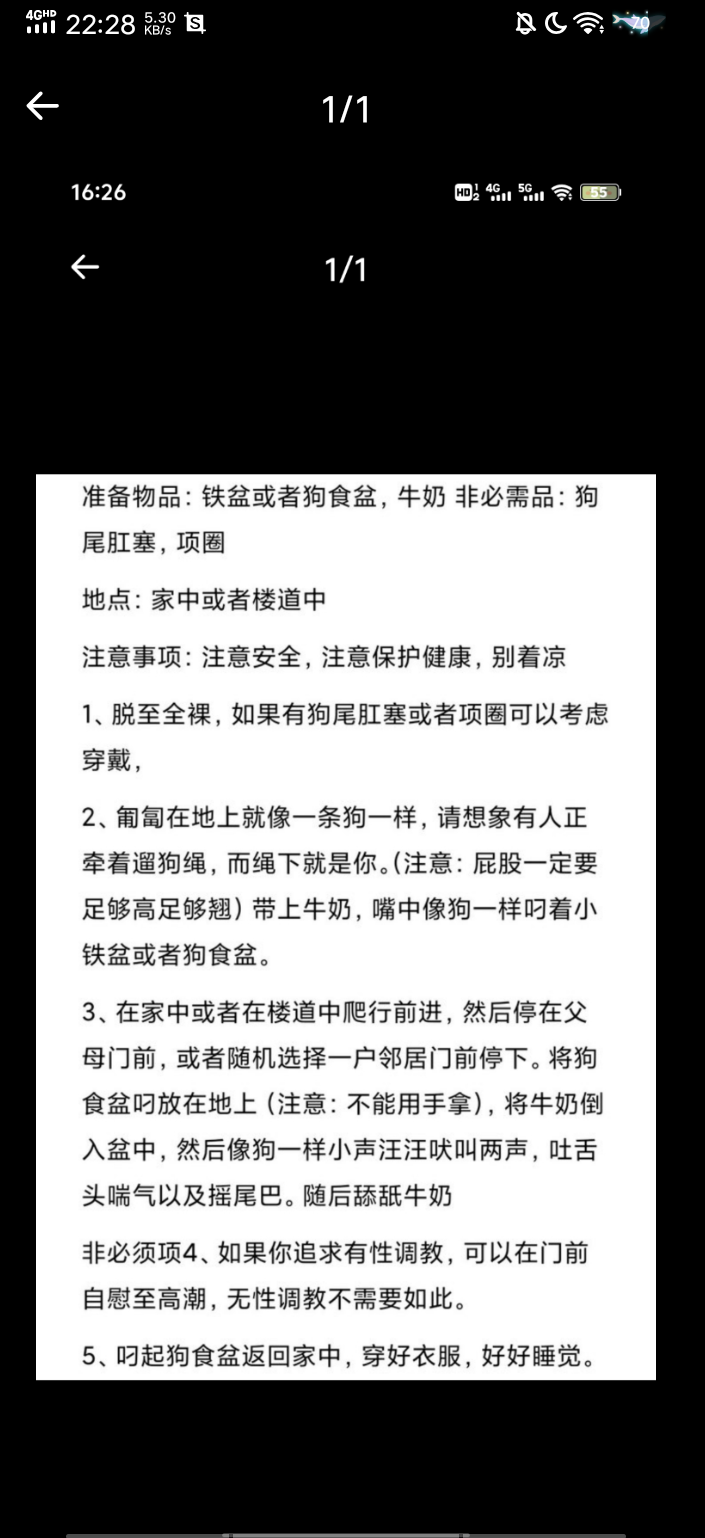 4GHD 22:28 5.30 KB/s 70
1/1
16:26 HD 1 2 4G 5G 55
1/1
准备物品：铁盆或者狗食盆，牛奶 非必需品：狗
尾肛塞，项圈
地点：家中或者楼道中
注意事项：注意安全，注意保护健康，别着凉
1、脱至全裸，如果有狗尾肛塞或者项圈可以考虑
穿戴，
2、匍匐在地上就像一条狗一样，请想象有人正
牵着遛狗绳，而绳下就是你。（注意：屁股一定要
足够高足够翘）带上牛奶，嘴中像狗一样叼着小
铁盆或者狗食盆。
3、在家中或者在楼道中爬行前进，然后停在父
母门前，或者随机选择一户邻居门前停下。将狗
食盆叼放在地上（注意：不能用手拿），将牛奶倒
入盆中，然后像狗一样小声汪汪吠叫两声，吐舌
头喘气以及摇尾巴。随后舔舐牛奶
非必须项4、如果你追求有性调教，可以在门前
自慰至高潮，无性调教不需要如此。
5、叼起狗食盆返回家中，穿好衣服，好好睡觉。